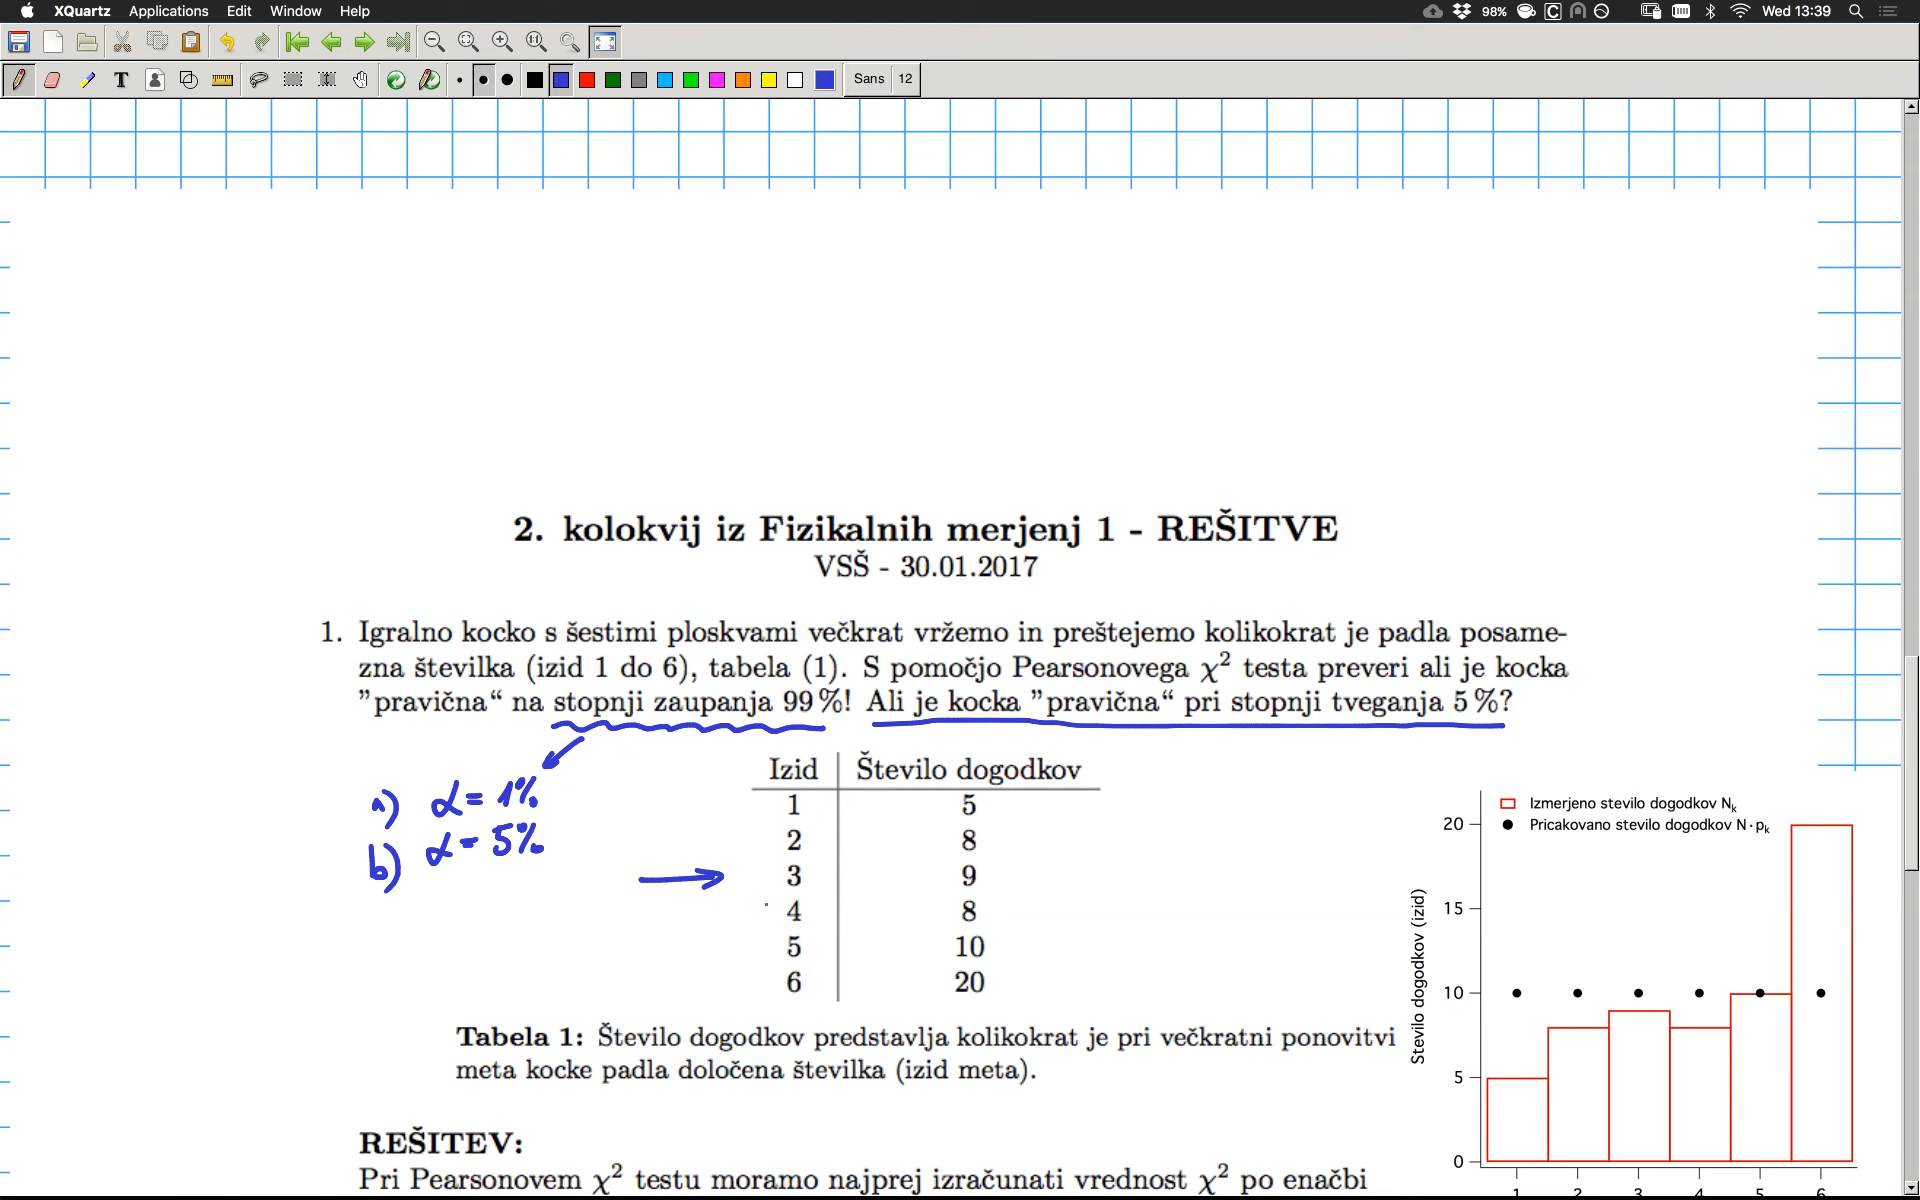 XQuartz Applications Edit Window Help 98% Wed 13:39
T Sans 12
2. kolokvij iz Fizikalnih merjenj 1 - REŠITVE
VSŠ - 30.01.2017
1. Igralno kocko s šestimi ploskvami večkrat vržemo in preštejemo kolikokrat je padla posame-
zna številka (izid 1 do 6), tabela (1). S pomočjo Pearsonovega χ² testa preveri ali je kocka
"pravična“ na stopnji zaupanja 99 %! Ali je kocka "pravična“ pri stopnji tveganja 5 %?
a) α = 1%
b) α = 5%
Izid Število dogodkov
1 5
2 8
3 9
4 8
5 10
6 20
Tabela 1: Število dogodkov predstavlja kolikokrat je pri večkratni ponovitvi
meta kocke padla določena številka (izid meta).
Izmerjeno stevilo dogodkov Nₖ
Pricakovano stevilo dogodkov N·pₖ
Stevilo dogodkov (izid)
20
15
10
5
0
1 2 3 4 5 6
REŠITEV:
Pri Pearsonovem χ² testu moramo najprej izračunati vrednost χ² po enačbi